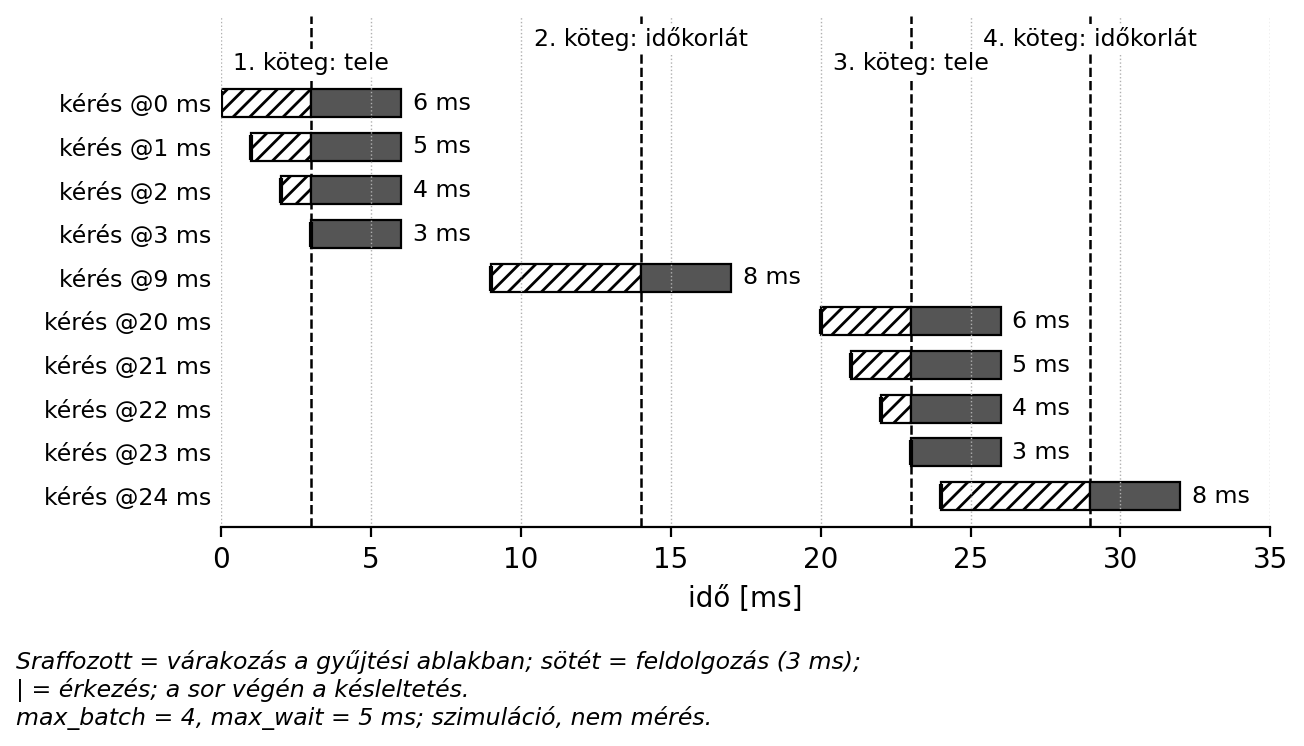 2. köteg: időkorlát
4. köteg: időkorlát
1. köteg: tele
3. köteg: tele
kérés @0 ms 6 ms
kérés @1 ms 5 ms
kérés @2 ms 4 ms
kérés @3 ms 3 ms
kérés @9 ms 8 ms
kérés @20 ms 6 ms
kérés @21 ms 5 ms
kérés @22 ms 4 ms
kérés @23 ms 3 ms
kérés @24 ms 8 ms
0 5 10 15 20 25 30 35
idő [ms]
Sraffozott = várakozás a gyűjtési ablakban; sötét = feldolgozás (3 ms);
| = érkezés; a sor végén a késleltetés.
max_batch = 4, max_wait = 5 ms; szimuláció, nem mérés.